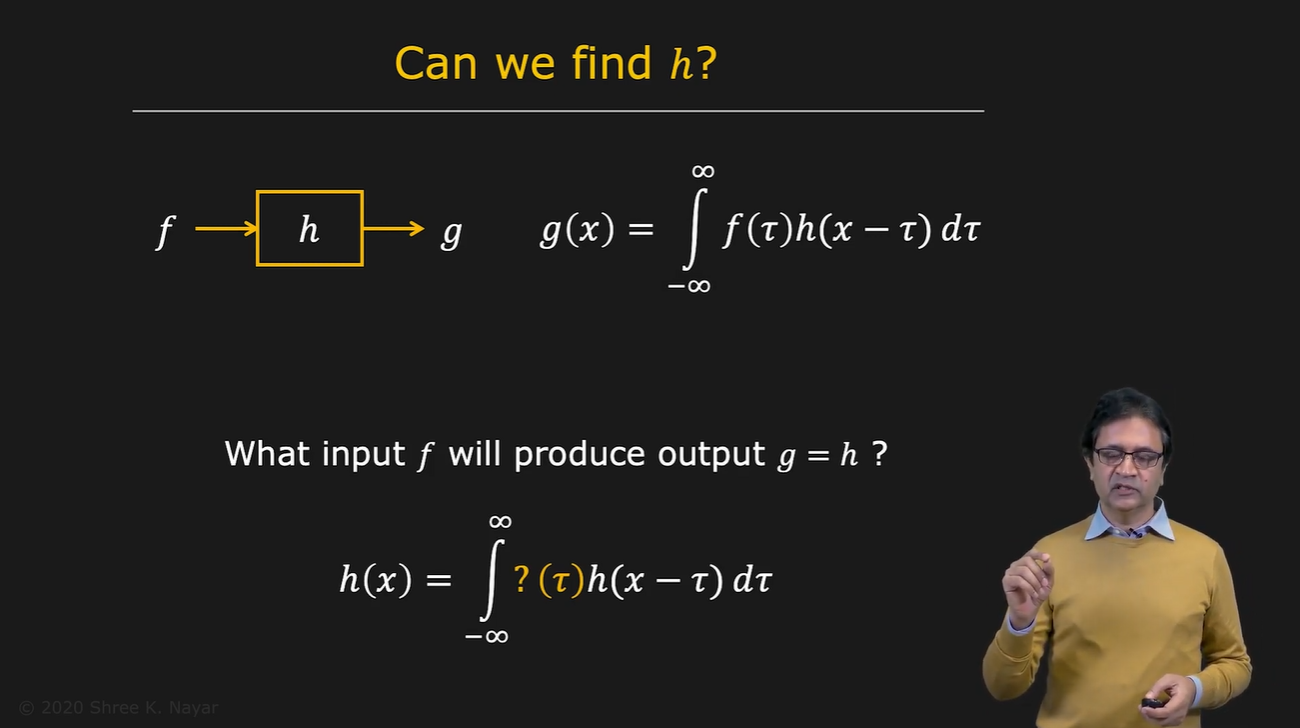 Can we find h?
f → h → g
g(x) = ∫_{-∞}^{∞} f(τ)h(x − τ) dτ
What input f will produce output g = h ?
h(x) = ∫_{-∞}^{∞} ? (τ)h(x − τ) dτ
© 2020 Shree K. Nayar